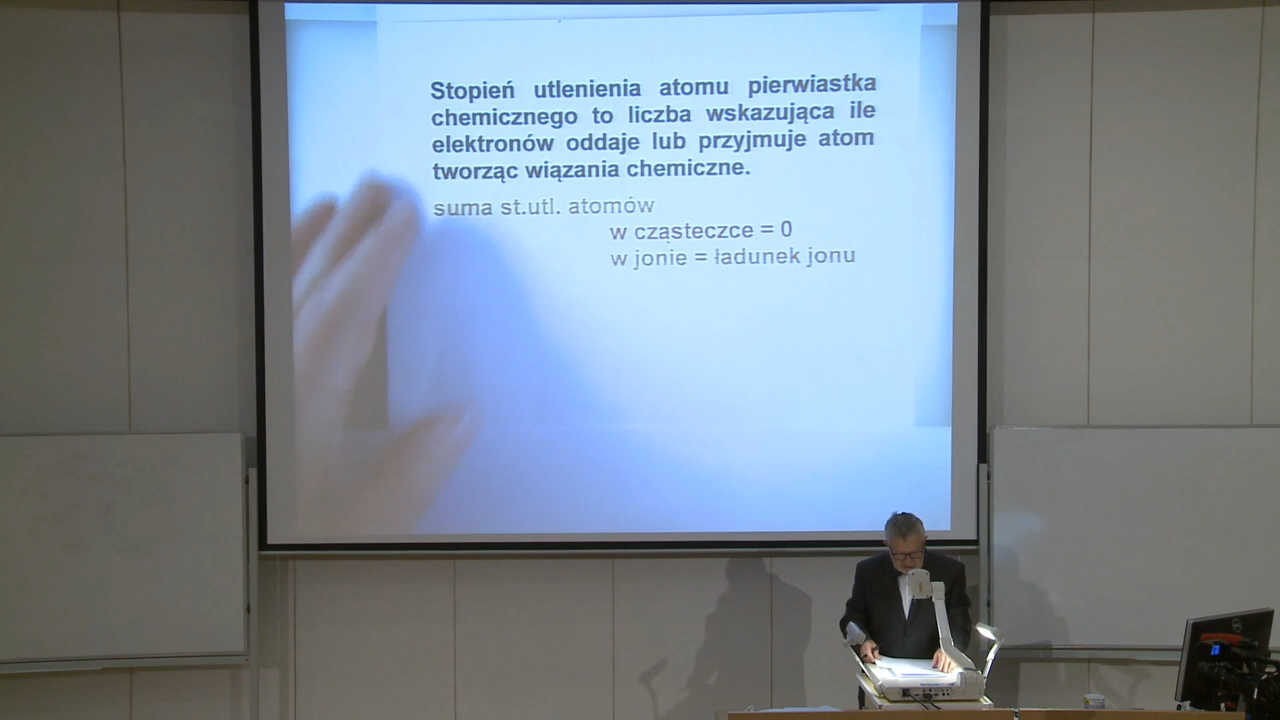 Stopień utlenienia atomu pierwiastka
chemicznego to liczba wskazująca ile
elektronów oddaje lub przyjmuje atom
tworząc wiązania chemiczne.
suma st.utl. atomów
w cząsteczce = 0
w jonie = ładunek jonu